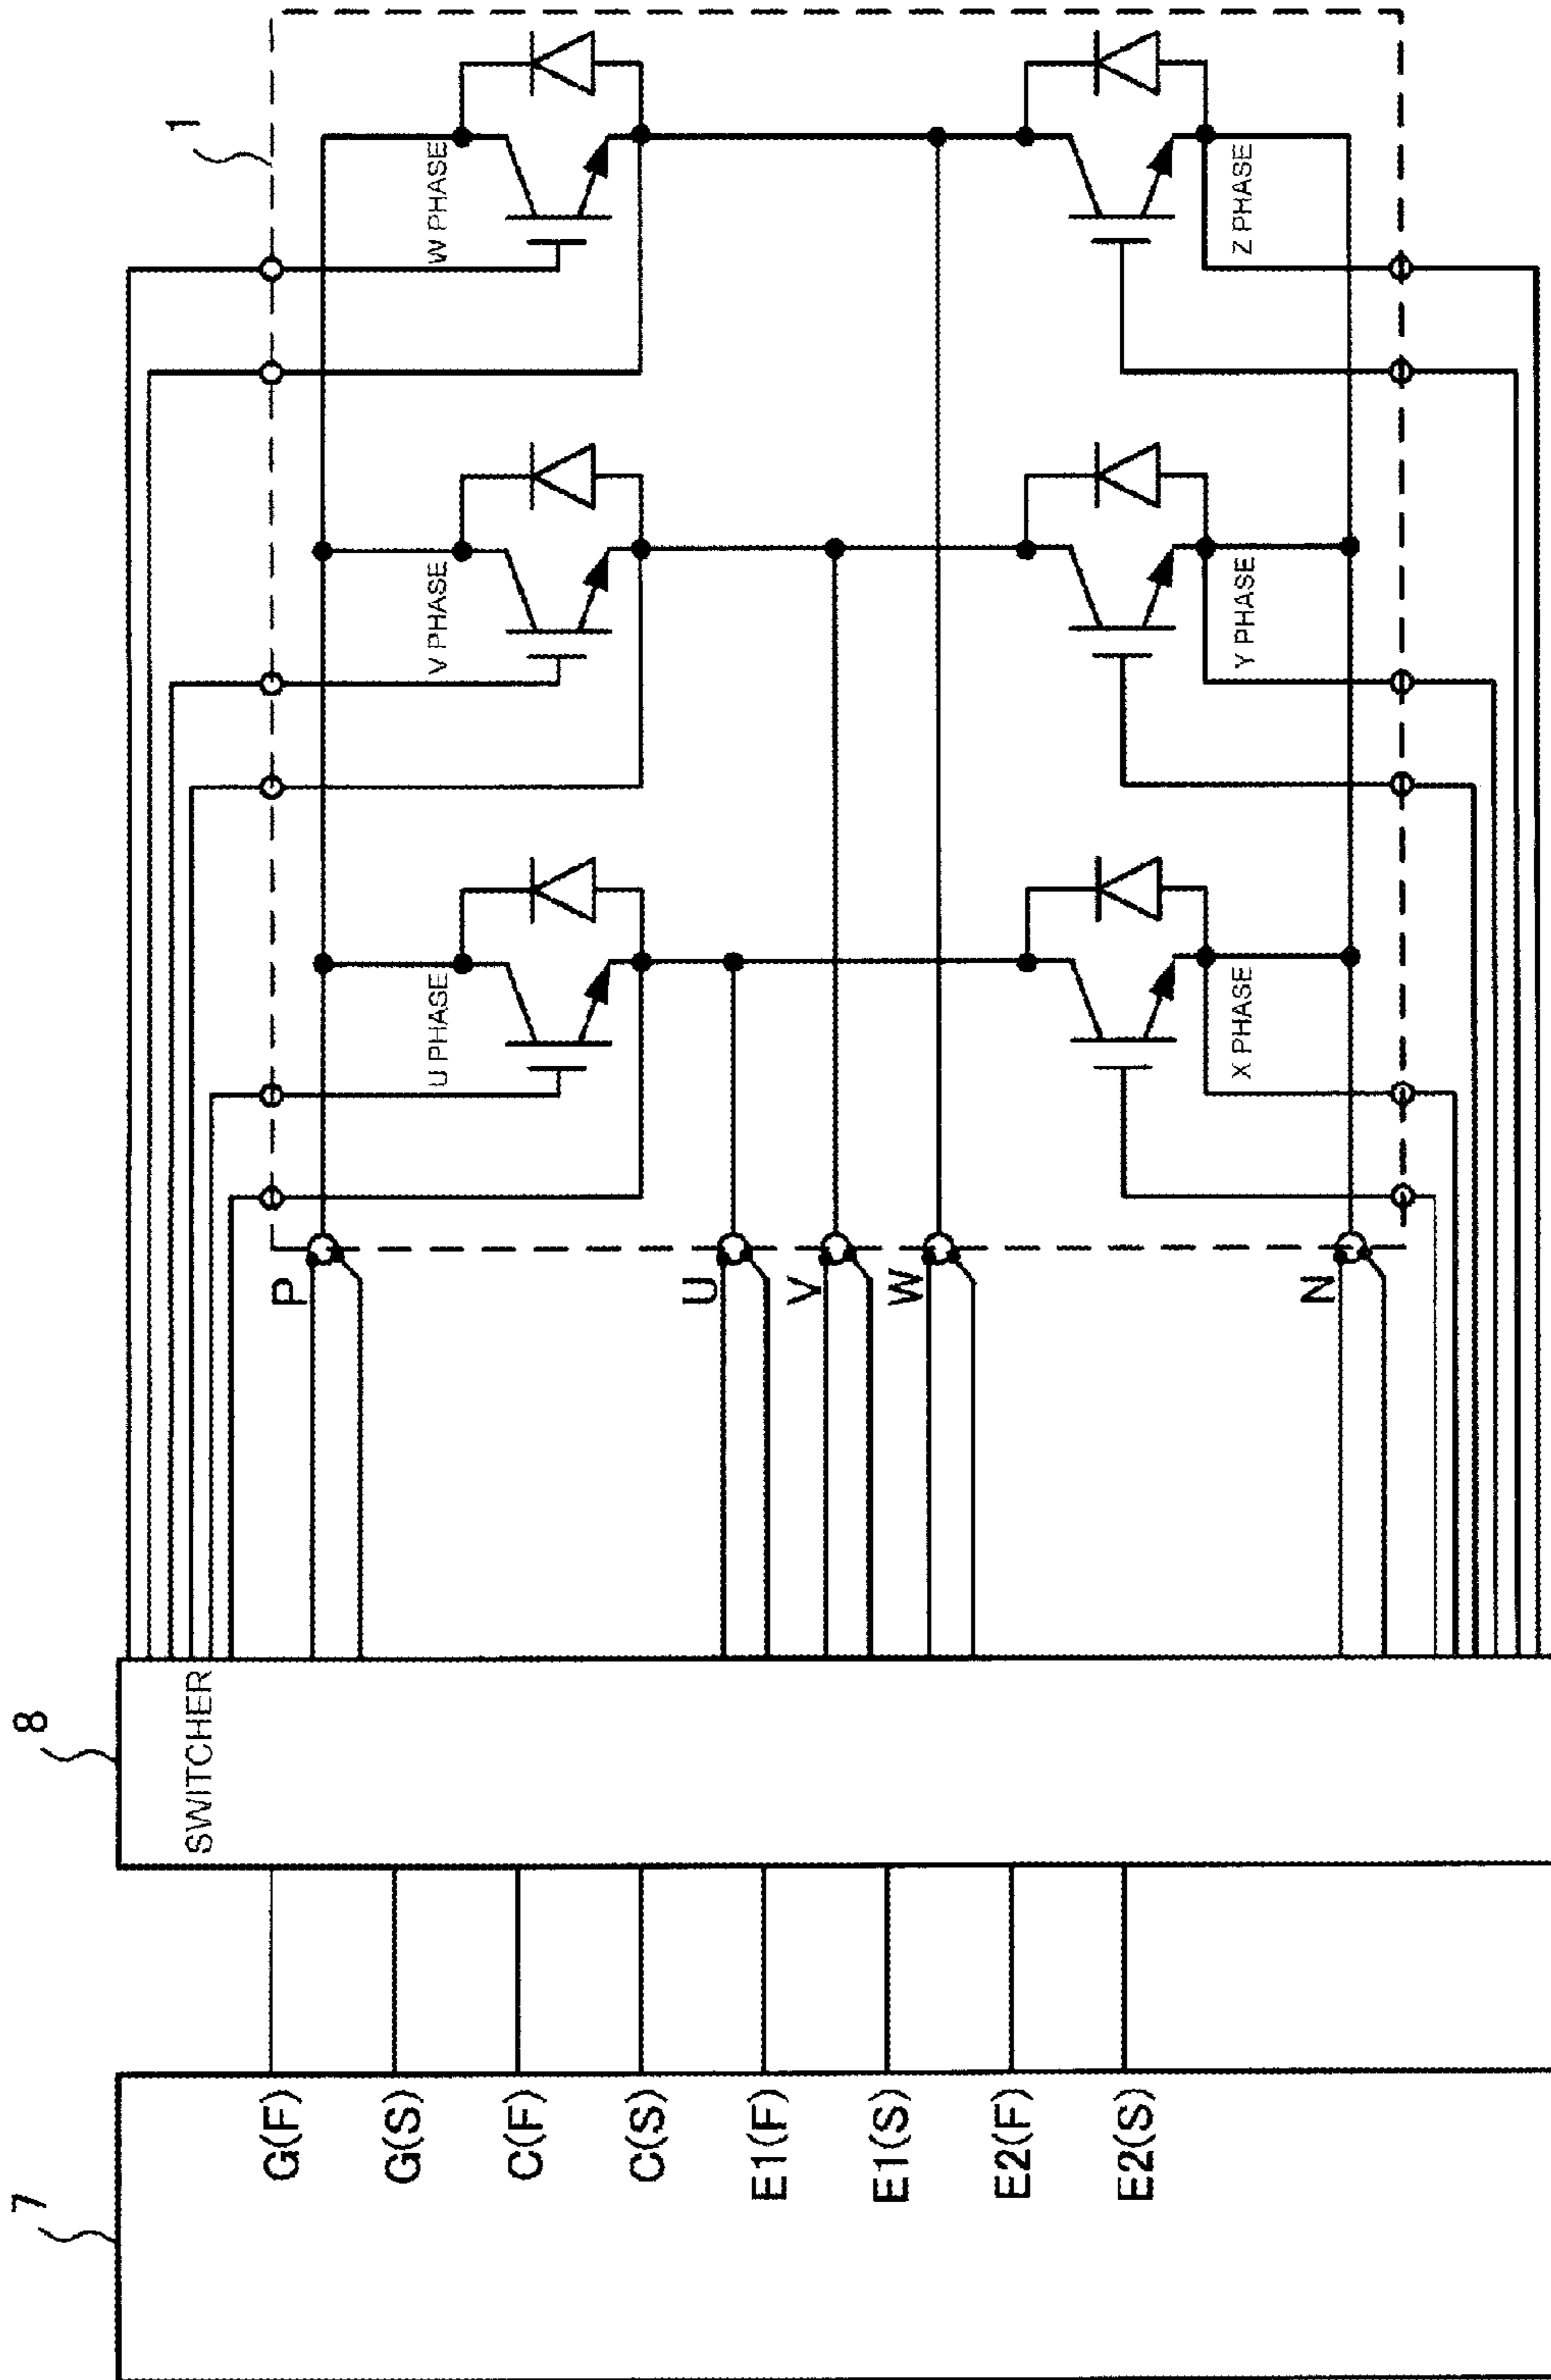 7
G(F)
G(S)
C(F)
C(S)
E1(F)
E1(S)
E2(F)
E2(S)
8
SWITCHER
1
P
U
V
W
N
U PHASE
V PHASE
W PHASE
X PHASE
Y PHASE
Z PHASE